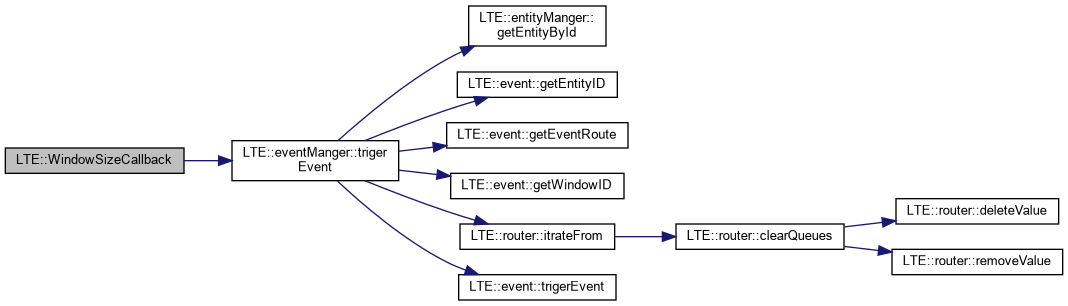 LTE::WindowSizeCallback
LTE::eventManger::triger
Event
LTE::entityManger::
getEntityById
LTE::event::getEntityID
LTE::event::getEventRoute
LTE::event::getWindowID
LTE::router::itrateFrom
LTE::event::trigerEvent
LTE::router::clearQueues
LTE::router::deleteValue
LTE::router::removeValue